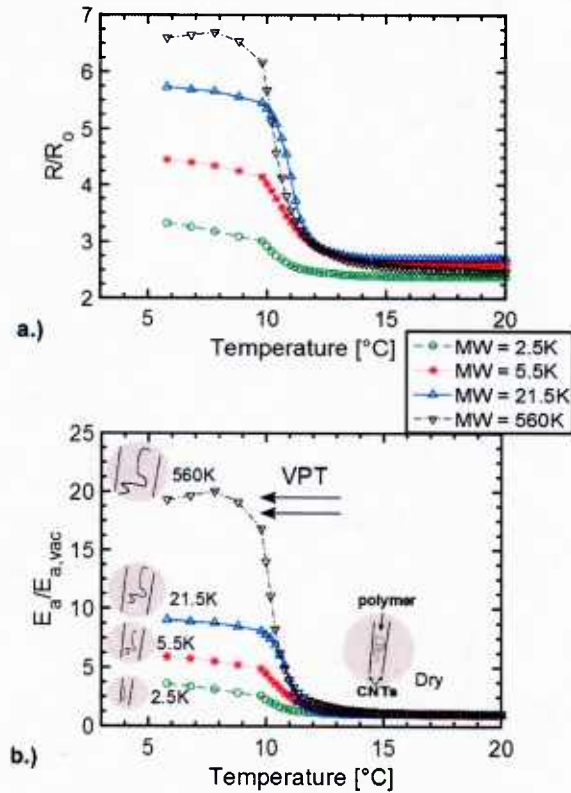 7
6
5
4
3
2
R/R₀
5 10 15 20
a.)
Temperature [°C]
MW = 2.5K
MW = 5.5K
MW = 21.5K
MW = 560K
25
20
15
10
5
0
Eₐ/Eₐ,vac
560K
VPT
21.5K
5.5K
2.5K
polymer
CNTs
Dry
5 10 15 20
b.)
Temperature [°C]